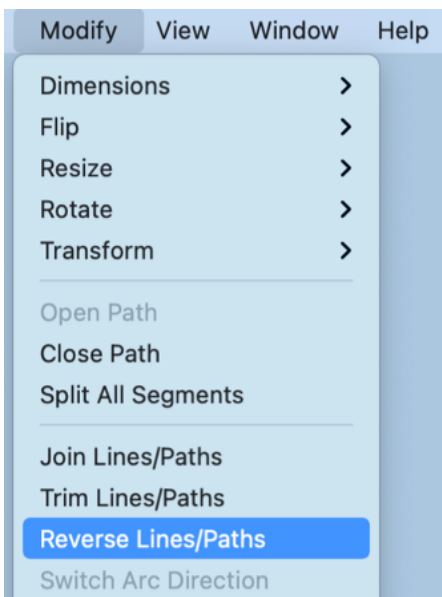 Modify View Window Help
Dimensions
Flip
Resize
Rotate
Transform
Open Path
Close Path
Split All Segments
Join Lines/Paths
Trim Lines/Paths
Reverse Lines/Paths
Switch Arc Direction